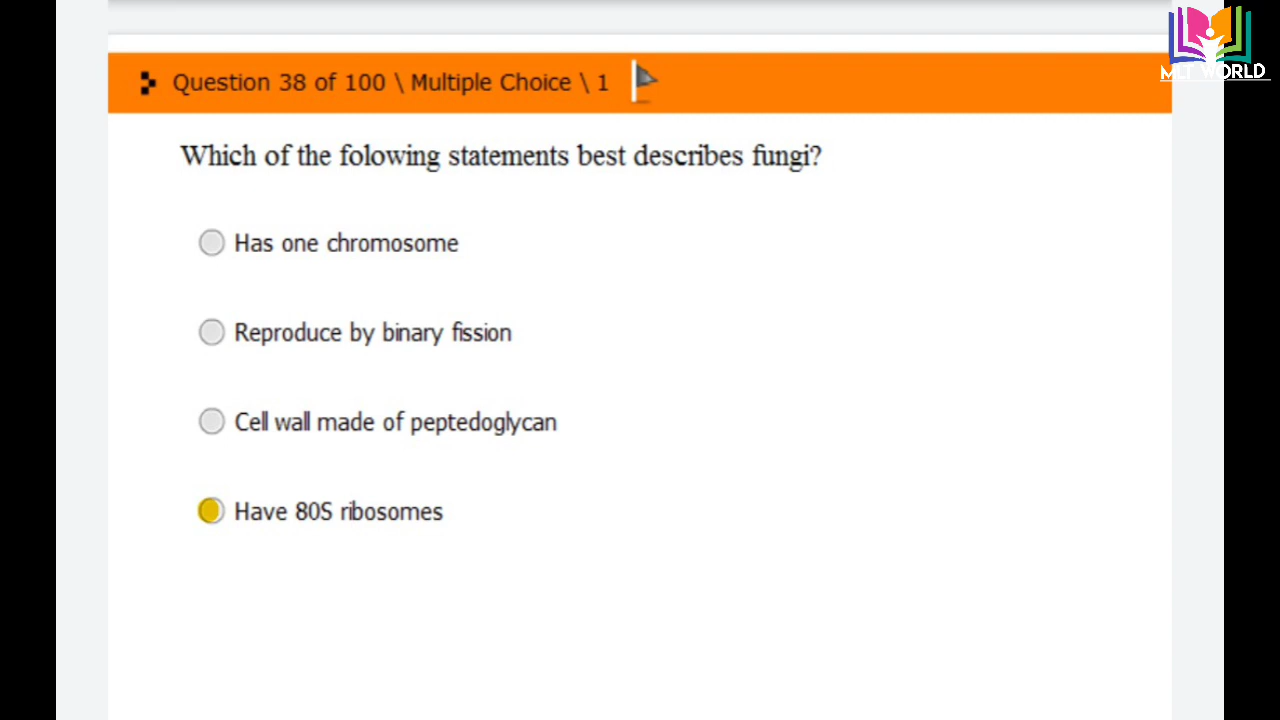 MLT WORLD
Question 38 of 100 \ Multiple Choice \ 1
Which of the folowing statements best describes fungi?
Has one chromosome
Reproduce by binary fission
Cell wall made of peptedoglycan
Have 80S ribosomes